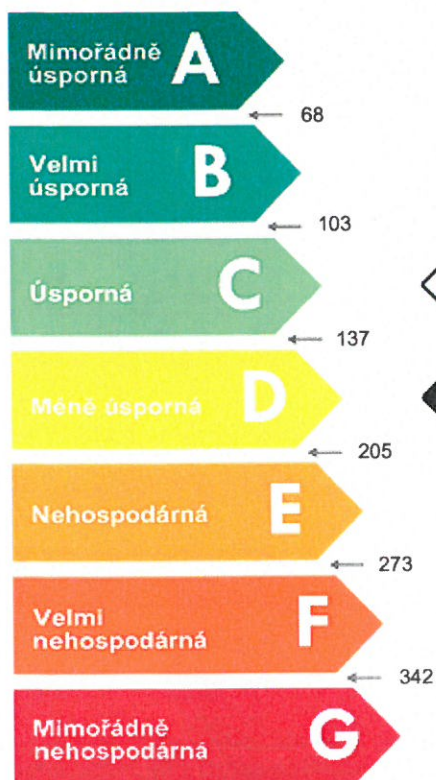 Mimořádně
úsporná
A
68
Velmi
úsporná
B
103
Úsporná
C
137
Méně úsporná
D
205
Nehospodárná
E
273
Velmi
nehospodárná
F
342
Mimořádně
nehospodárná
G